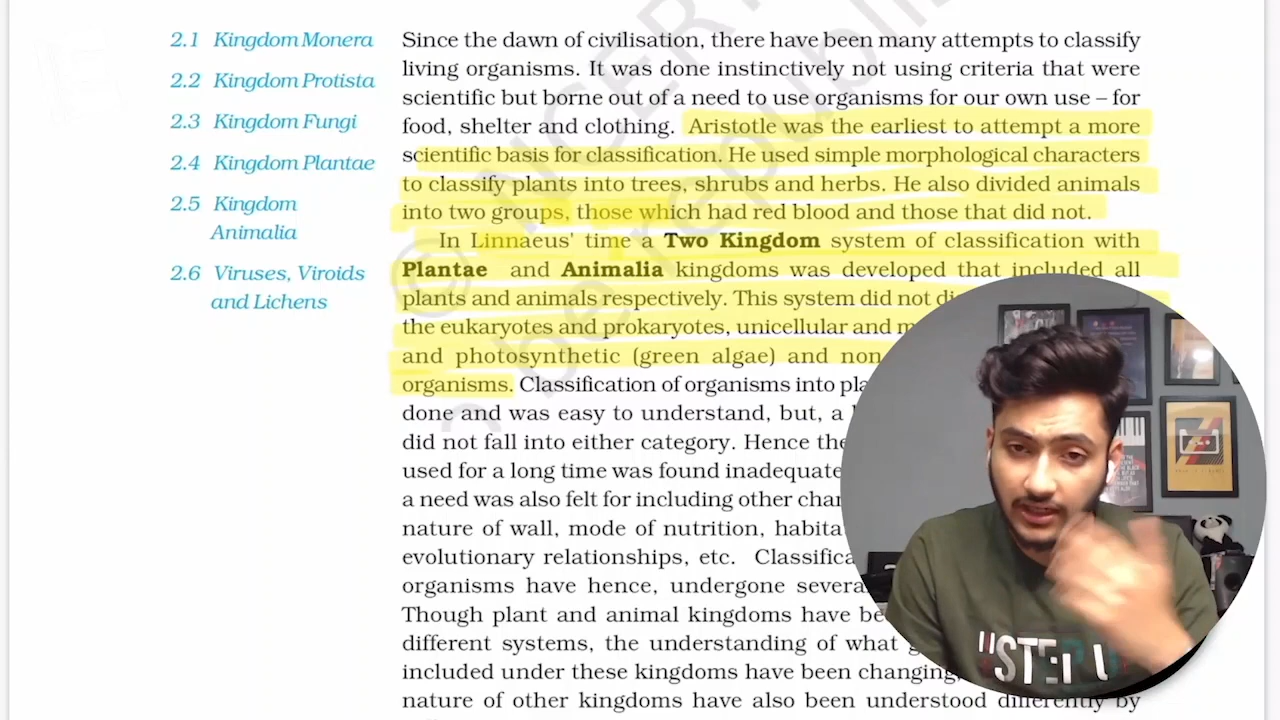 2.1 Kingdom Monera
2.2 Kingdom Protista
2.3 Kingdom Fungi
2.4 Kingdom Plantae
2.5 Kingdom
Animalia
2.6 Viruses, Viroids
and Lichens
Since the dawn of civilisation, there have been many attempts to classify
living organisms. It was done instinctively not using criteria that were
scientific but borne out of a need to use organisms for our own use – for
food, shelter and clothing. Aristotle was the earliest to attempt a more
scientific basis for classification. He used simple morphological characters
to classify plants into trees, shrubs and herbs. He also divided animals
into two groups, those which had red blood and those that did not.
In Linnaeus' time a Two Kingdom system of classification with
Plantae and Animalia kingdoms was developed that included all
plants and animals respectively. This system did not
the eukaryotes and prokaryotes, unicellular and
and photosynthetic (green algae) and non
organisms. Classification of organisms into
done and was easy to understand, but, a
did not fall into either category. Hence the
used for a long time was found inadequate
a need was also felt for including other
nature of wall, mode of nutrition,
evolutionary relationships, etc.
organisms have hence, undergone
Though plant and animal kingdoms have
different systems, the understanding of what
included under these kingdoms have been changing,
nature of other kingdoms have also been understood differently by
© NCERT